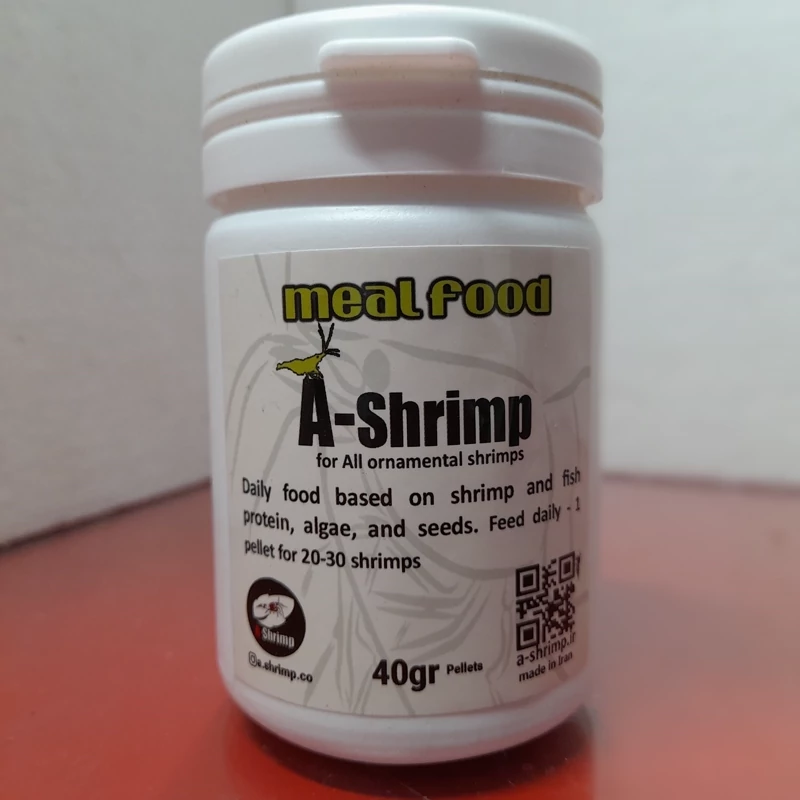 meal food
A-Shrimp
for All ornamental shrimps
Daily food based on shrimp and fish
protein, algae, and seeds. Feed daily - 1
pellet for 20-30 shrimps
A Shrimp
a.shrimp.co
40gr Pellets
a-shrimp.ir
made in Iran